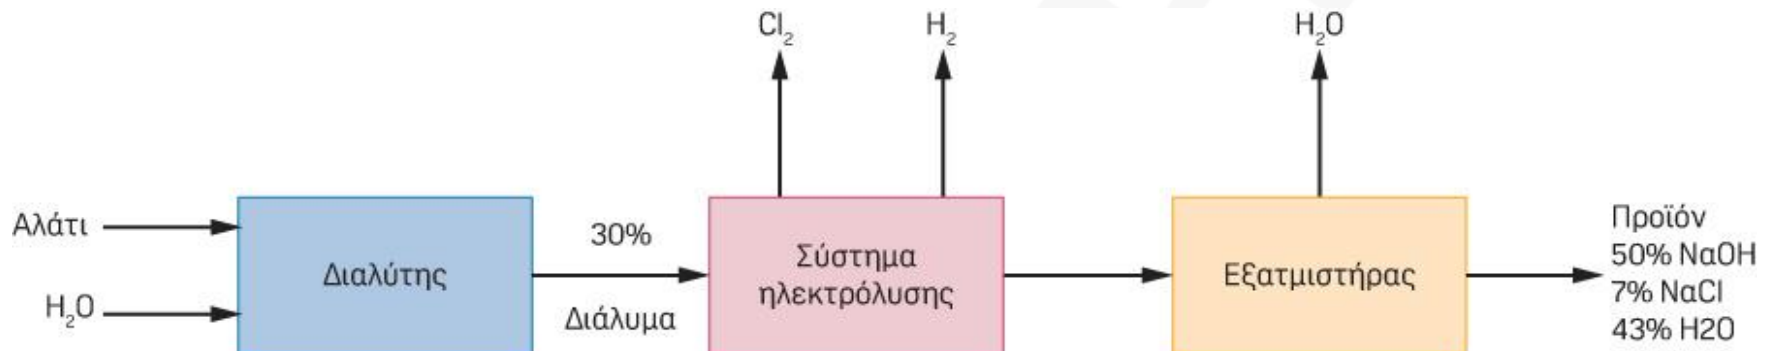 Cl₂
H₂
H₂O
Αλάτι
H₂O
Διαλύτης
30%
Διάλυμα
Σύστημα
ηλεκτρόλυσης
Εξατμιστήρας
Προϊόν
50% NaOH
7% NaCl
43% H2O